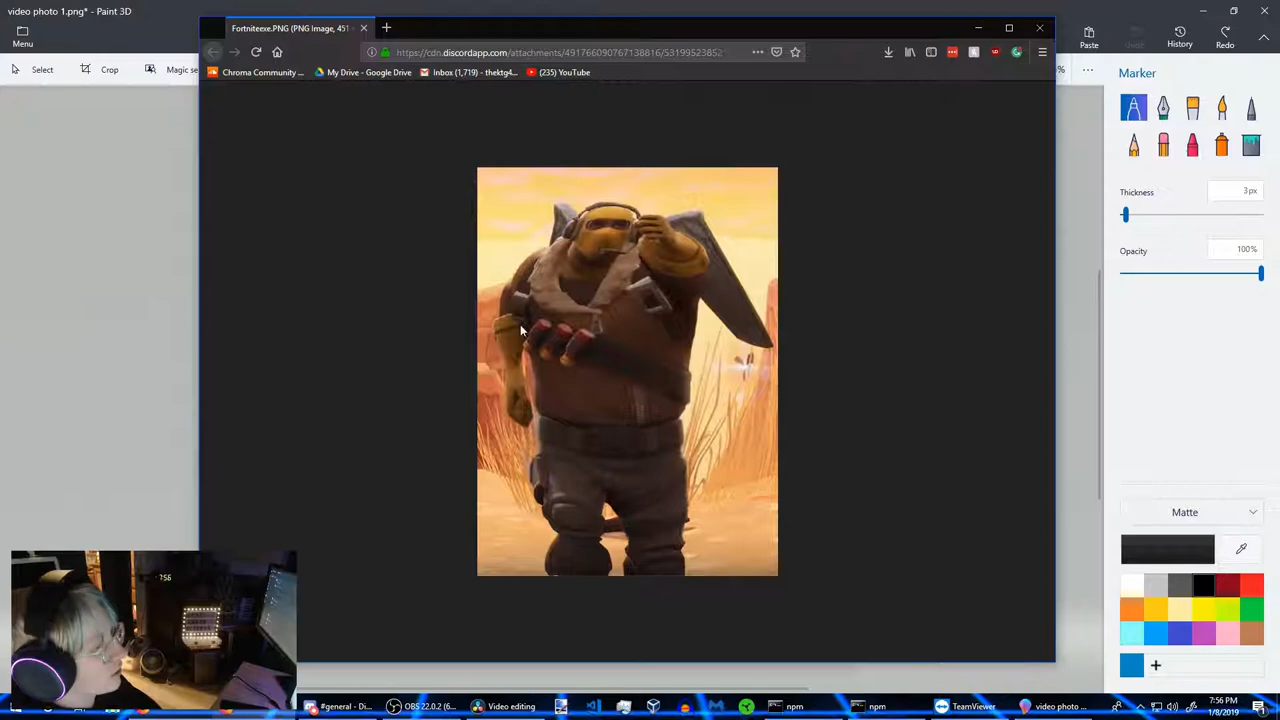 video photo 1.png* - Paint 3D
Menu
Paste
History
Redo
Select
Crop
Magic se
%
Fortniteexe.PNG (PNG Image, 451
https://cdn.discordapp.com/attachments/491766090767138816/53199523852
Chroma Community ...
My Drive - Google Drive
Inbox (1,719) - thektg4...
(235) YouTube
Marker
Thickness
3px
Opacity
100%
Matte
#general - Di...
OBS 22.0.2 (6...
Video editing
npm
npm
TeamViewer
video photo ...
7:56 PM
1/8/2019